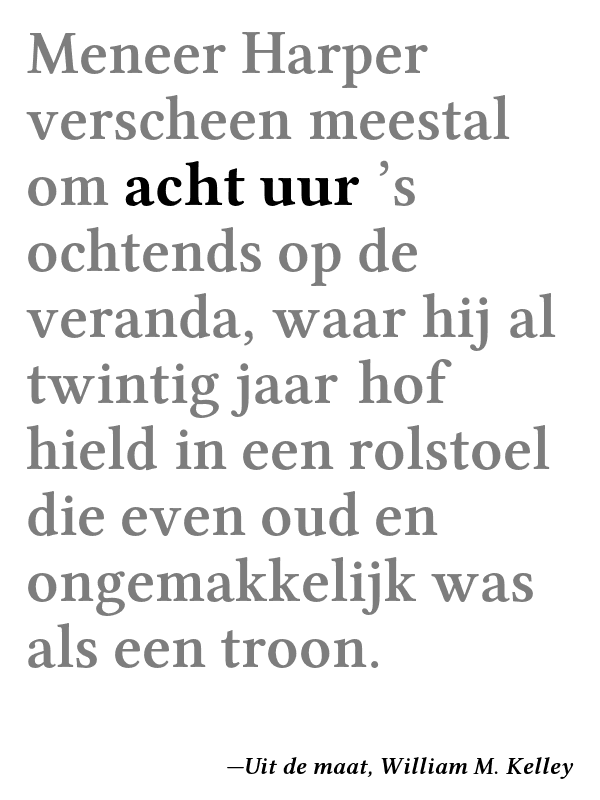 Meneer Harper
verscheen meestal
om acht uur ’s
ochtends op de
veranda, waar hij al
twintig jaar hof
hield in een rolstoel
die even oud en
ongemakkelijk was
als een troon.
—Uit de maat, William M. Kelley